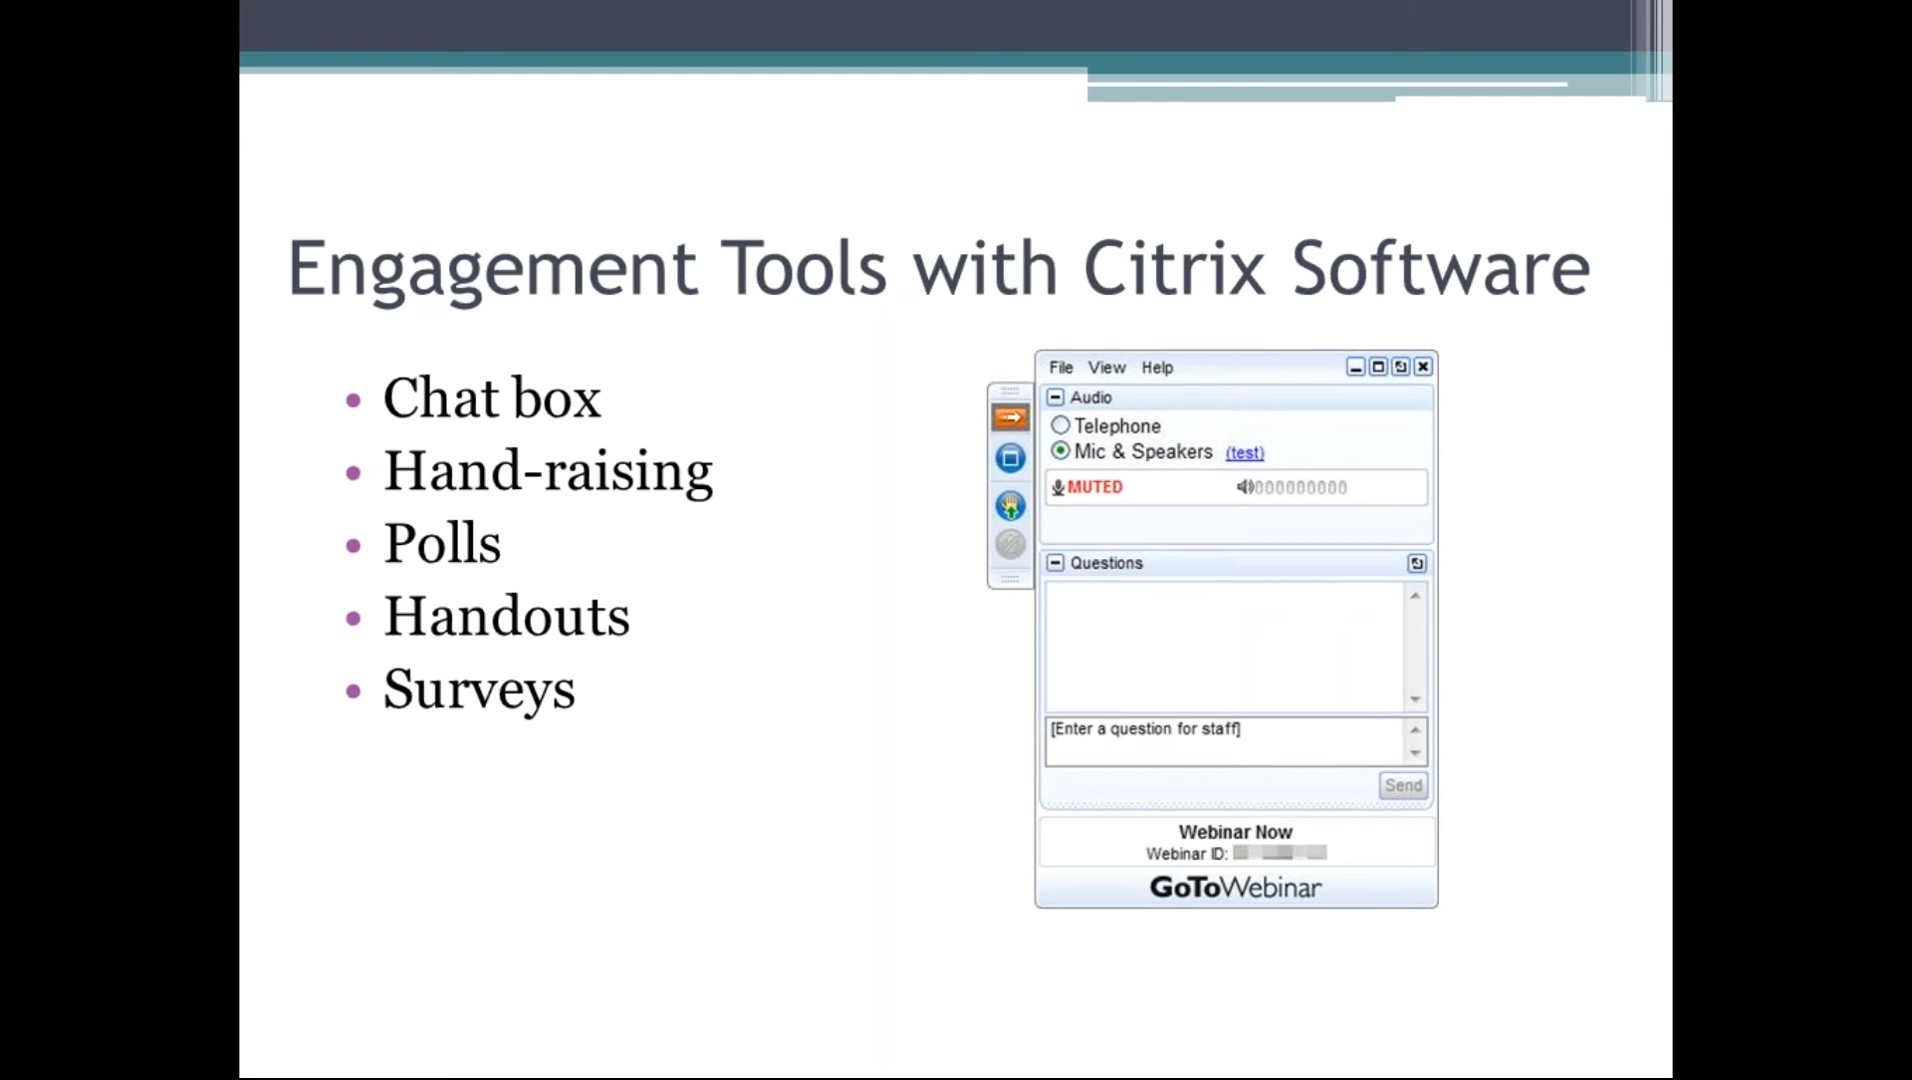 Engagement Tools with Citrix Software
• Chat box
• Hand-raising
• Polls
• Handouts
• Surveys
File View Help
Audio
Telephone
Mic & Speakers (test)
MUTED
Questions
[Enter a question for staff]
Send
Webinar Now
Webinar ID:
GoToWebinar